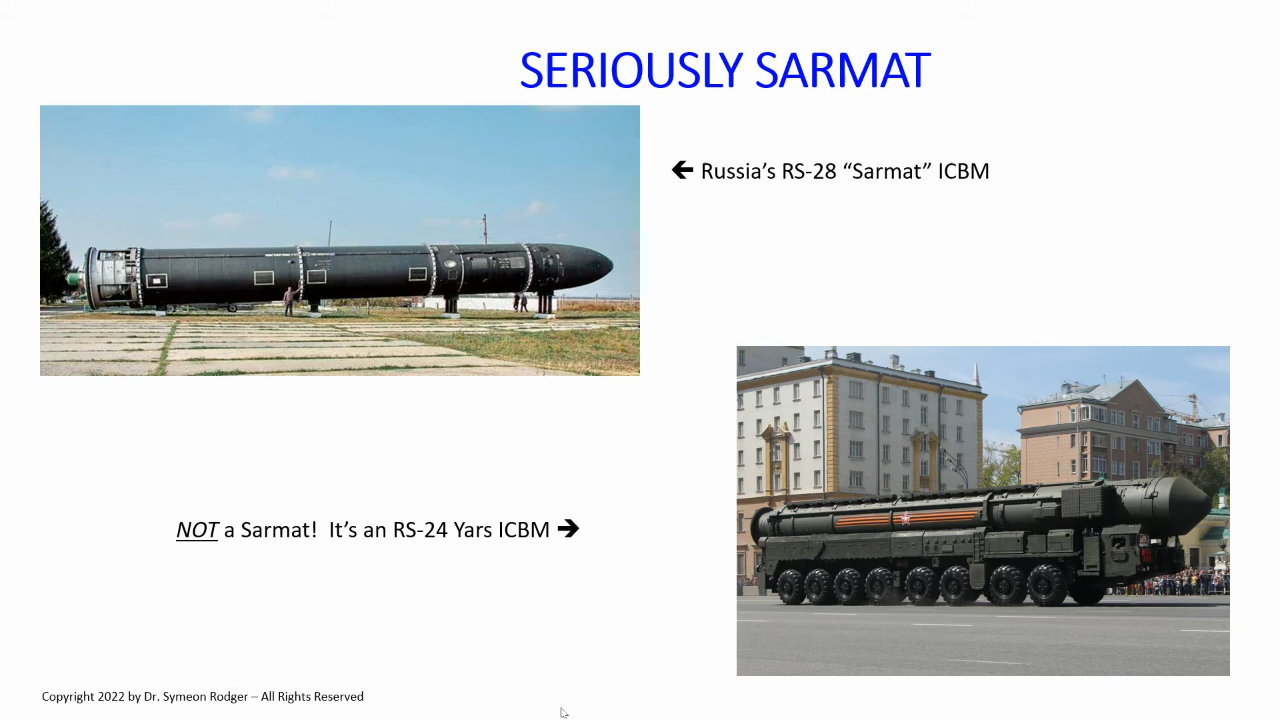 SERIOUSLY SARMAT
🡸 Russia’s RS-28 “Sarmat” ICBM
NOT a Sarmat!  It’s an RS-24 Yars ICBM 🡺
Copyright 2022 by Dr. Symeon Rodger – All Rights Reserved